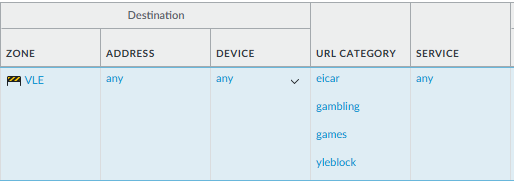 Destination
ZONE ADDRESS DEVICE URL CATEGORY SERVICE
VLE any any eicar any
gambling
games
yleblock